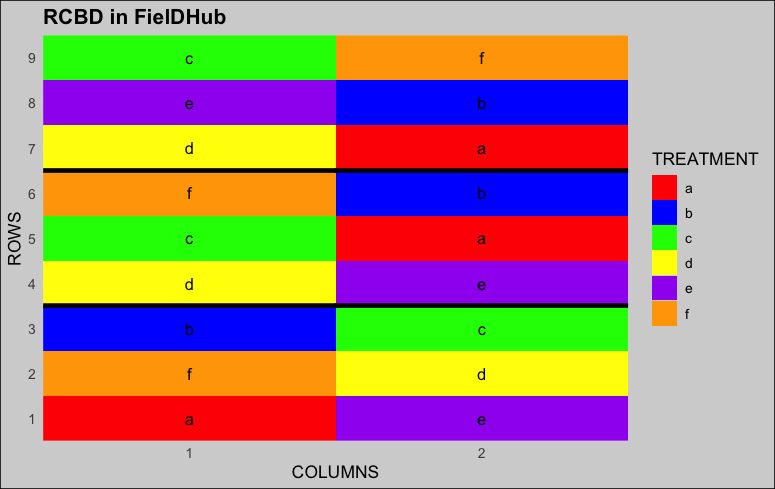 RCBD in FielDHub
9 c f
8 e b
7 d a
6 f b
5 c a
4 d e
3 b c
2 f d
1 a e
1 2
COLUMNS
ROWS
TREATMENT
a
b
c
d
e
f